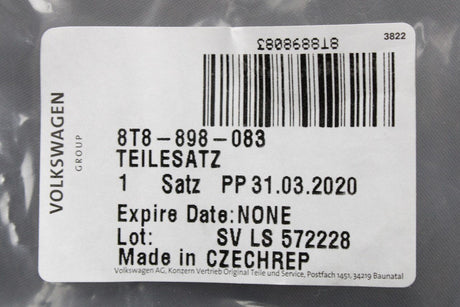 3822
8T8898083
VOLKSWAGEN
GROUP
8T8-898-083
TEILESATZ
1 Satz PP 31.03.2020
Expire Date:NONE
Lot: SV LS 572228
Made in CZECHREP
Volkswagen AG, Konzern Vertrieb Original Teile und Service, Postfach 1451, 34219 Baunatal